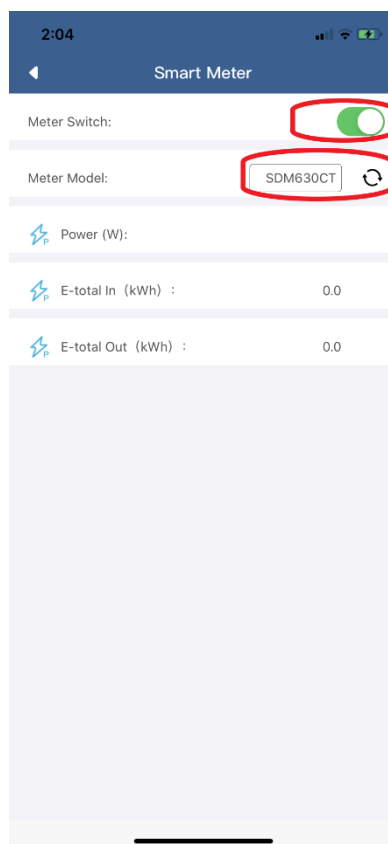 2:04
Smart Meter
Meter Switch:
Meter Model: SDM630CT
P Power (W):
P E-total In（kWh）： 0.0
P E-total Out（kWh）： 0.0